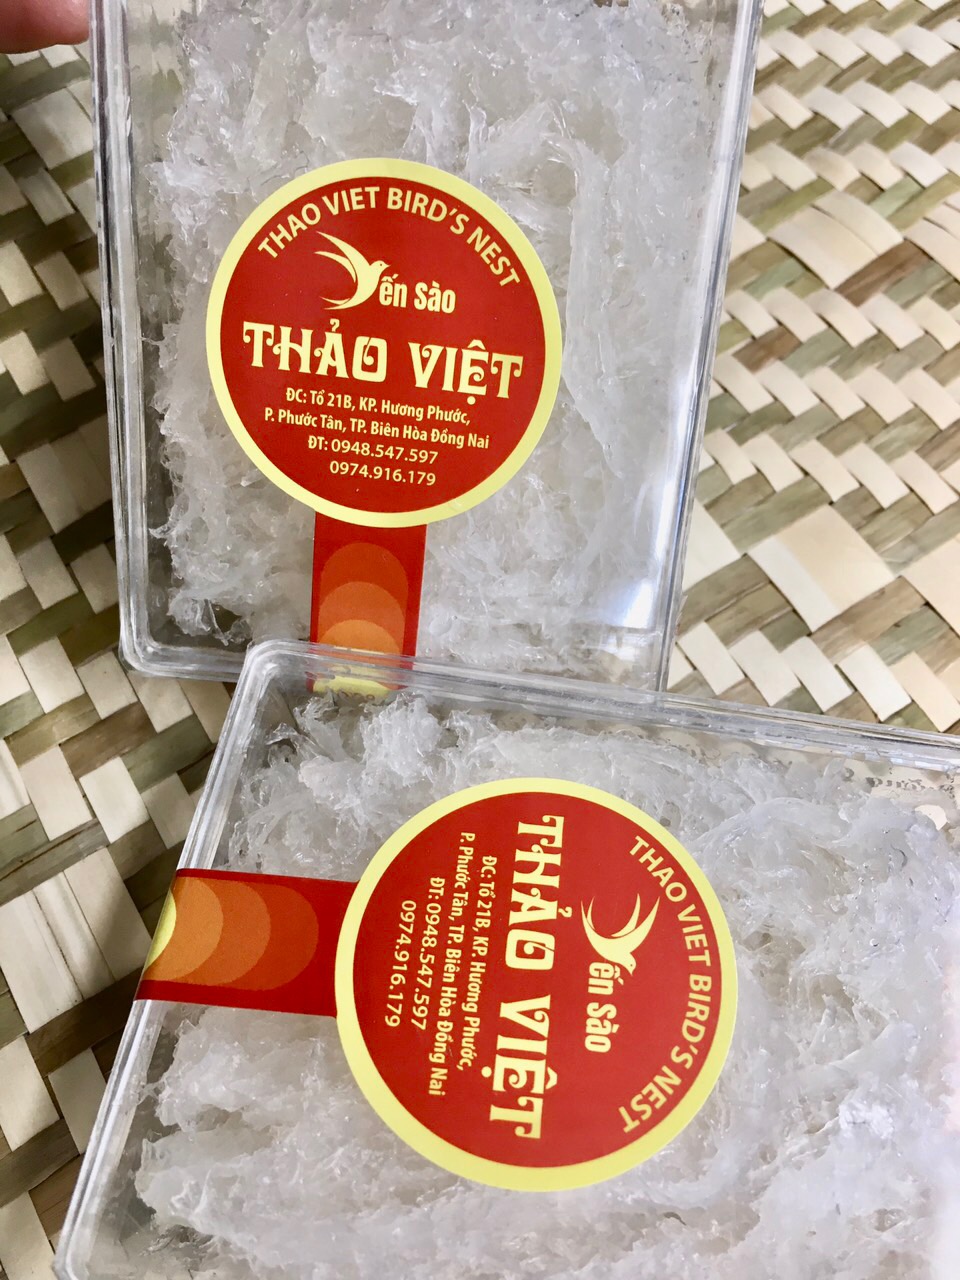 THAO VIET BIRD'S NEST
Yến Sào
THẢO VIỆT
ĐC: Tổ 21B, KP. Hương Phước,
P. Phước Tân, TP. Biên Hòa Đồng Nai
ĐT: 0948.547.597
0974.916.179
THAO VIET BIRD'S NEST
Yến Sào
THẢO VIỆT
ĐC: Tổ 21B, KP. Hương Phước,
P. Phước Tân, TP. Biên Hòa Đồng Nai
ĐT: 0948.547.597
0974.916.179